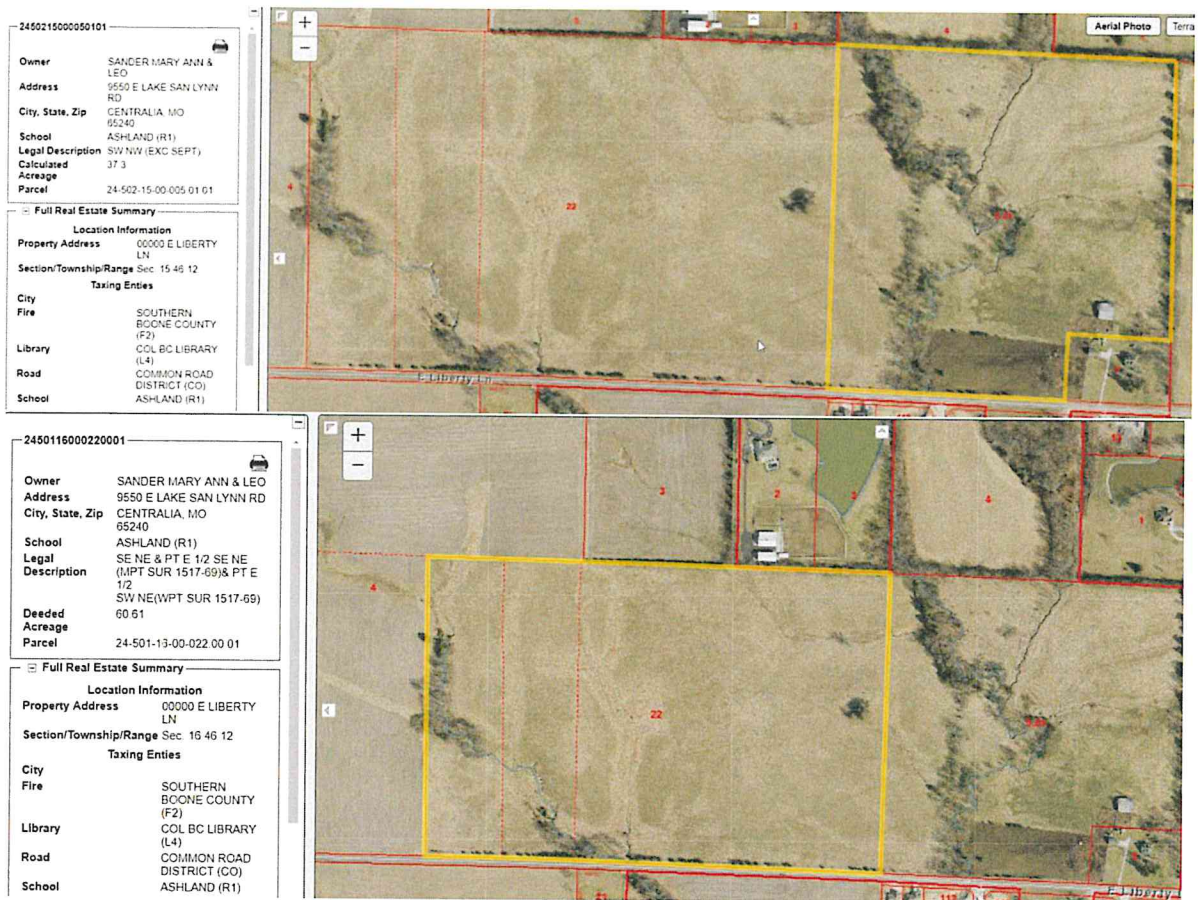 2450215000050101
Owner SANDER MARY ANN &
LEO
Address 9550 E LAKE SAN LYNN
RD
City, State, Zip CENTRALIA, MO
65240
School ASHLAND (R1)
Legal Description SW NW (EXC SEPT)
Calculated 37.3
Acreage
Parcel 24-502-15-00-005.01 01
Full Real Estate Summary
Location Information
Property Address 00000 E LIBERTY
LN
Section/Township/Range Sec 15 46 12
Taxing Enties
City
Fire SOUTHERN
BOONE COUNTY
(F2)
Library COL BC LIBRARY
(L4)
Road COMMON ROAD
DISTRICT (CO)
School ASHLAND (R1)
+
−
Aerial Photo Terra
5
3
4
4
22
E Liberty Ln
2450116000220001
Owner SANDER MARY ANN & LEO
Address 9550 E LAKE SAN LYNN RD
City, State, Zip CENTRALIA, MO
65240
School ASHLAND (R1)
Legal SE NE & PT E 1/2 SE NE
Description (MPT SUR 1517-69)& PT E
1/2
SW NE(WPT SUR 1517-69)
Deeded 60.61
Acreage
Parcel 24-501-16-00-022.00 01
Full Real Estate Summary
Location Information
Property Address 00000 E LIBERTY
LN
Section/Township/Range Sec 16 46 12
Taxing Enties
City
Fire SOUTHERN
BOONE COUNTY
(F2)
Library COL BC LIBRARY
(L4)
Road COMMON ROAD
DISTRICT (CO)
School ASHLAND (R1)
+
−
3
2
3
4
1
4
22
E Liberty